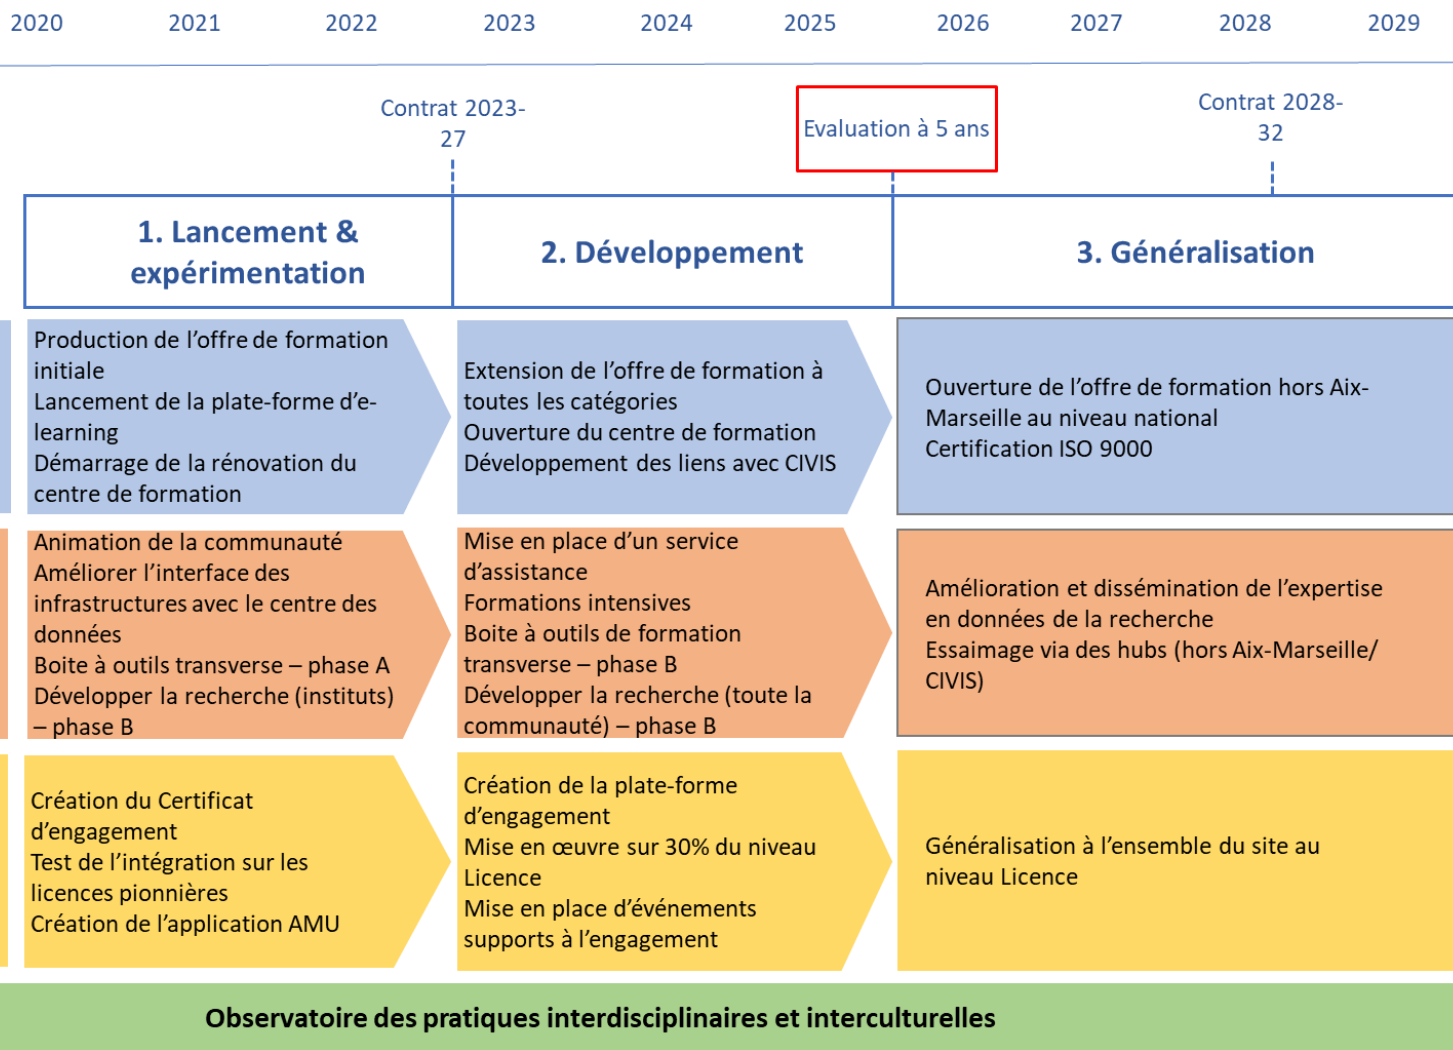 2020 2021 2022 2023 2024 2025 2026 2027 2028 2029
Contrat 2023-
27
Evaluation à 5 ans
Contrat 2028-
32
1. Lancement &
expérimentation
2. Développement
3. Généralisation
Production de l’offre de formation
initiale
Lancement de la plate-forme d’e-
learning
Démarrage de la rénovation du
centre de formation
Extension de l’offre de formation à
toutes les catégories
Ouverture du centre de formation
Développement des liens avec CIVIS
Ouverture de l’offre de formation hors Aix-
Marseille au niveau national
Certification ISO 9000
Animation de la communauté
Améliorer l’interface des
infrastructures avec le centre des
données
Boite à outils transverse – phase A
Développer la recherche (instituts)
– phase B
Mise en place d’un service
d’assistance
Formations intensives
Boite à outils de formation
transverse – phase B
Développer la recherche (toute la
communauté) – phase B
Amélioration et dissémination de l’expertise
en données de la recherche
Essaimage via des hubs (hors Aix-Marseille/
CIVIS)
Création du Certificat
d’engagement
Test de l’intégration sur les
licences pionnières
Création de l’application AMU
Création de la plate-forme
d’engagement
Mise en œuvre sur 30% du niveau
Licence
Mise en place d’événements
supports à l’engagement
Généralisation à l’ensemble du site au
niveau Licence
Observatoire des pratiques interdisciplinaires et interculturelles